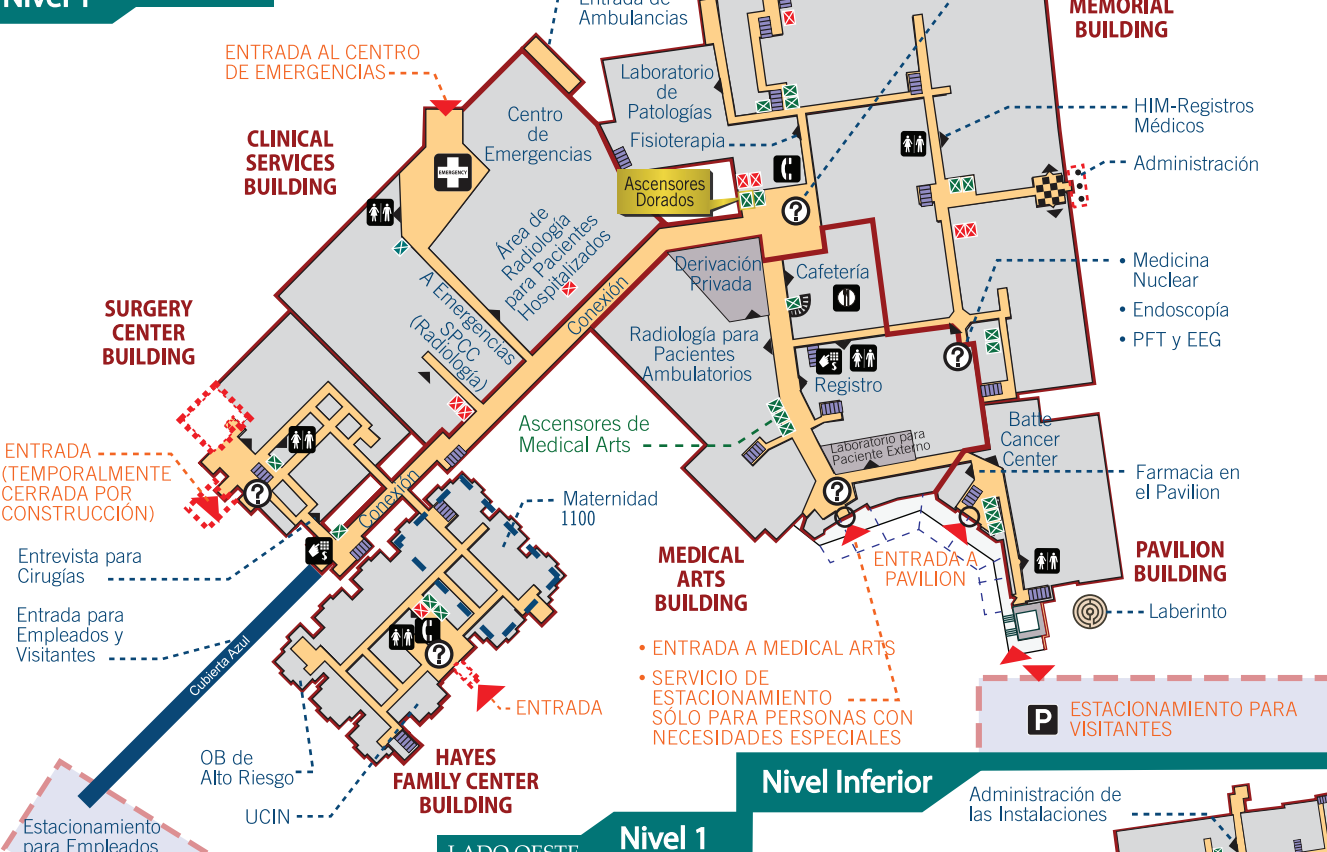 Nivel 1
Entrada de
Ambulancias
MEMORIAL
BUILDING
ENTRADA AL CENTRO
DE EMERGENCIAS
Laboratorio
de
Patologías
Centro
de
Emergencias
Fisioterapia
HIM-Registros
Médicos
Administración
CLINICAL
SERVICES
BUILDING
EMERGENCY
Ascensores
Dorados
?
Área de
Radiología
para Pacientes
Hospitalizados
Derivación
Privada
Cafetería
• Medicina
Nuclear
• Endoscopía
• PFT y EEG
A Emergencias
SPCC
(Radiología)
Conexión
SURGERY
CENTER
BUILDING
Radiología para
Pacientes
Ambulatorios
Registro
?
Ascensores de
Medical Arts
Laboratorio para
Paciente Externo
Batte
Cancer
Center
ENTRADA
(TEMPORALMENTE
CERRADA POR
CONSTRUCCIÓN)
?
Conexión
Maternidad
1100
?
Farmacia en
el Pavilion
Entrevista para
Cirugías
MEDICAL
ARTS
BUILDING
ENTRADA A
PAVILION
PAVILION
BUILDING
Laberinto
Entrada para
Empleados y
Visitantes
Cubierta Azul
?
• ENTRADA A MEDICAL ARTS
• SERVICIO DE
ESTACIONAMIENTO
SÓLO PARA PERSONAS CON
NECESIDADES ESPECIALES
ENTRADA
P
ESTACIONAMIENTO PARA
VISITANTES
OB de
Alto Riesgo
UCIN
HAYES
FAMILY CENTER
BUILDING
Nivel Inferior
Administración de
las Instalaciones
Estacionamiento
para Empleados
LADO OESTE
Nivel 1